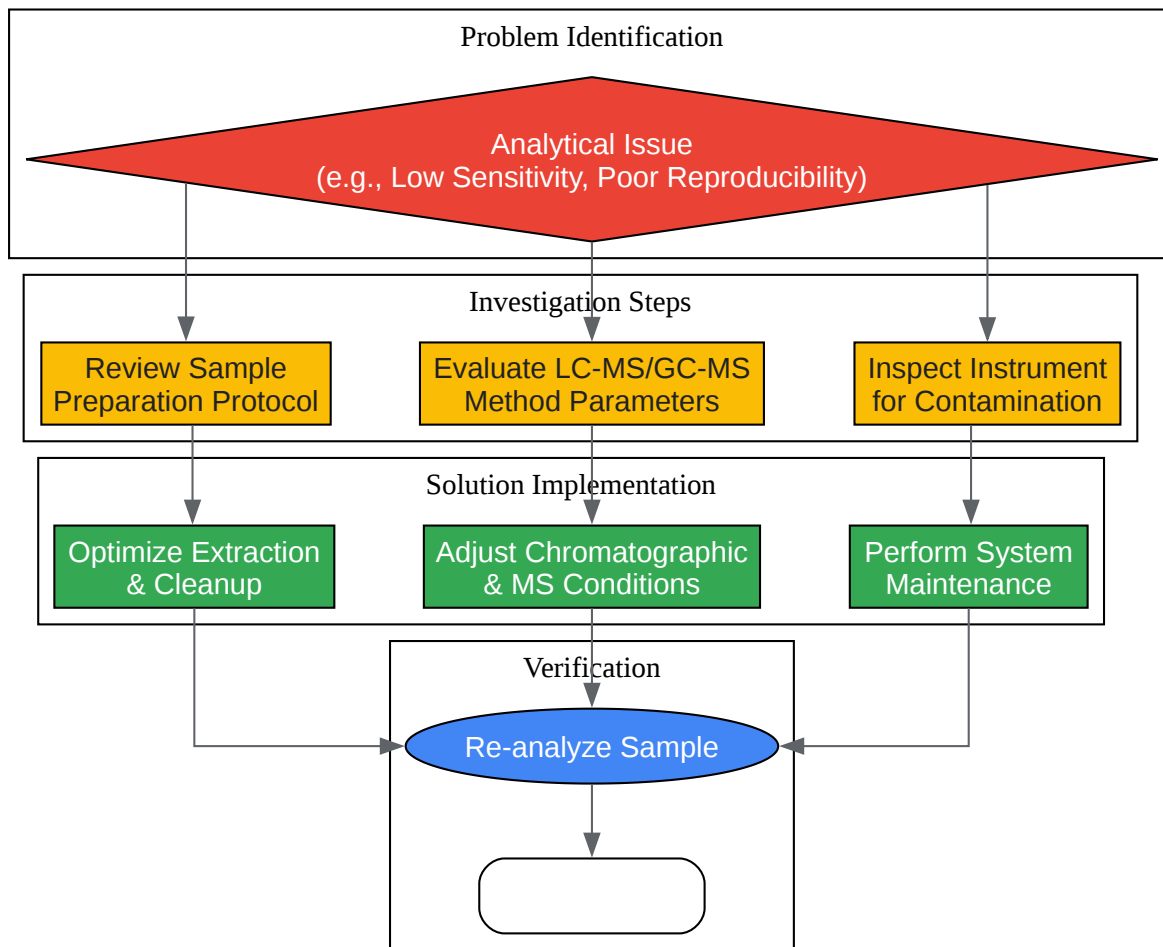 Problem Identification
Analytical Issue
(e.g., Low Sensitivity, Poor Reproducibility)
Investigation Steps
Review Sample
Preparation Protocol
Evaluate LC-MS/GC-MS
Method Parameters
Inspect Instrument
for Contamination
Solution Implementation
Optimize Extraction
& Cleanup
Adjust Chromatographic
& MS Conditions
Perform System
Maintenance
Verification
Re-analyze Sample